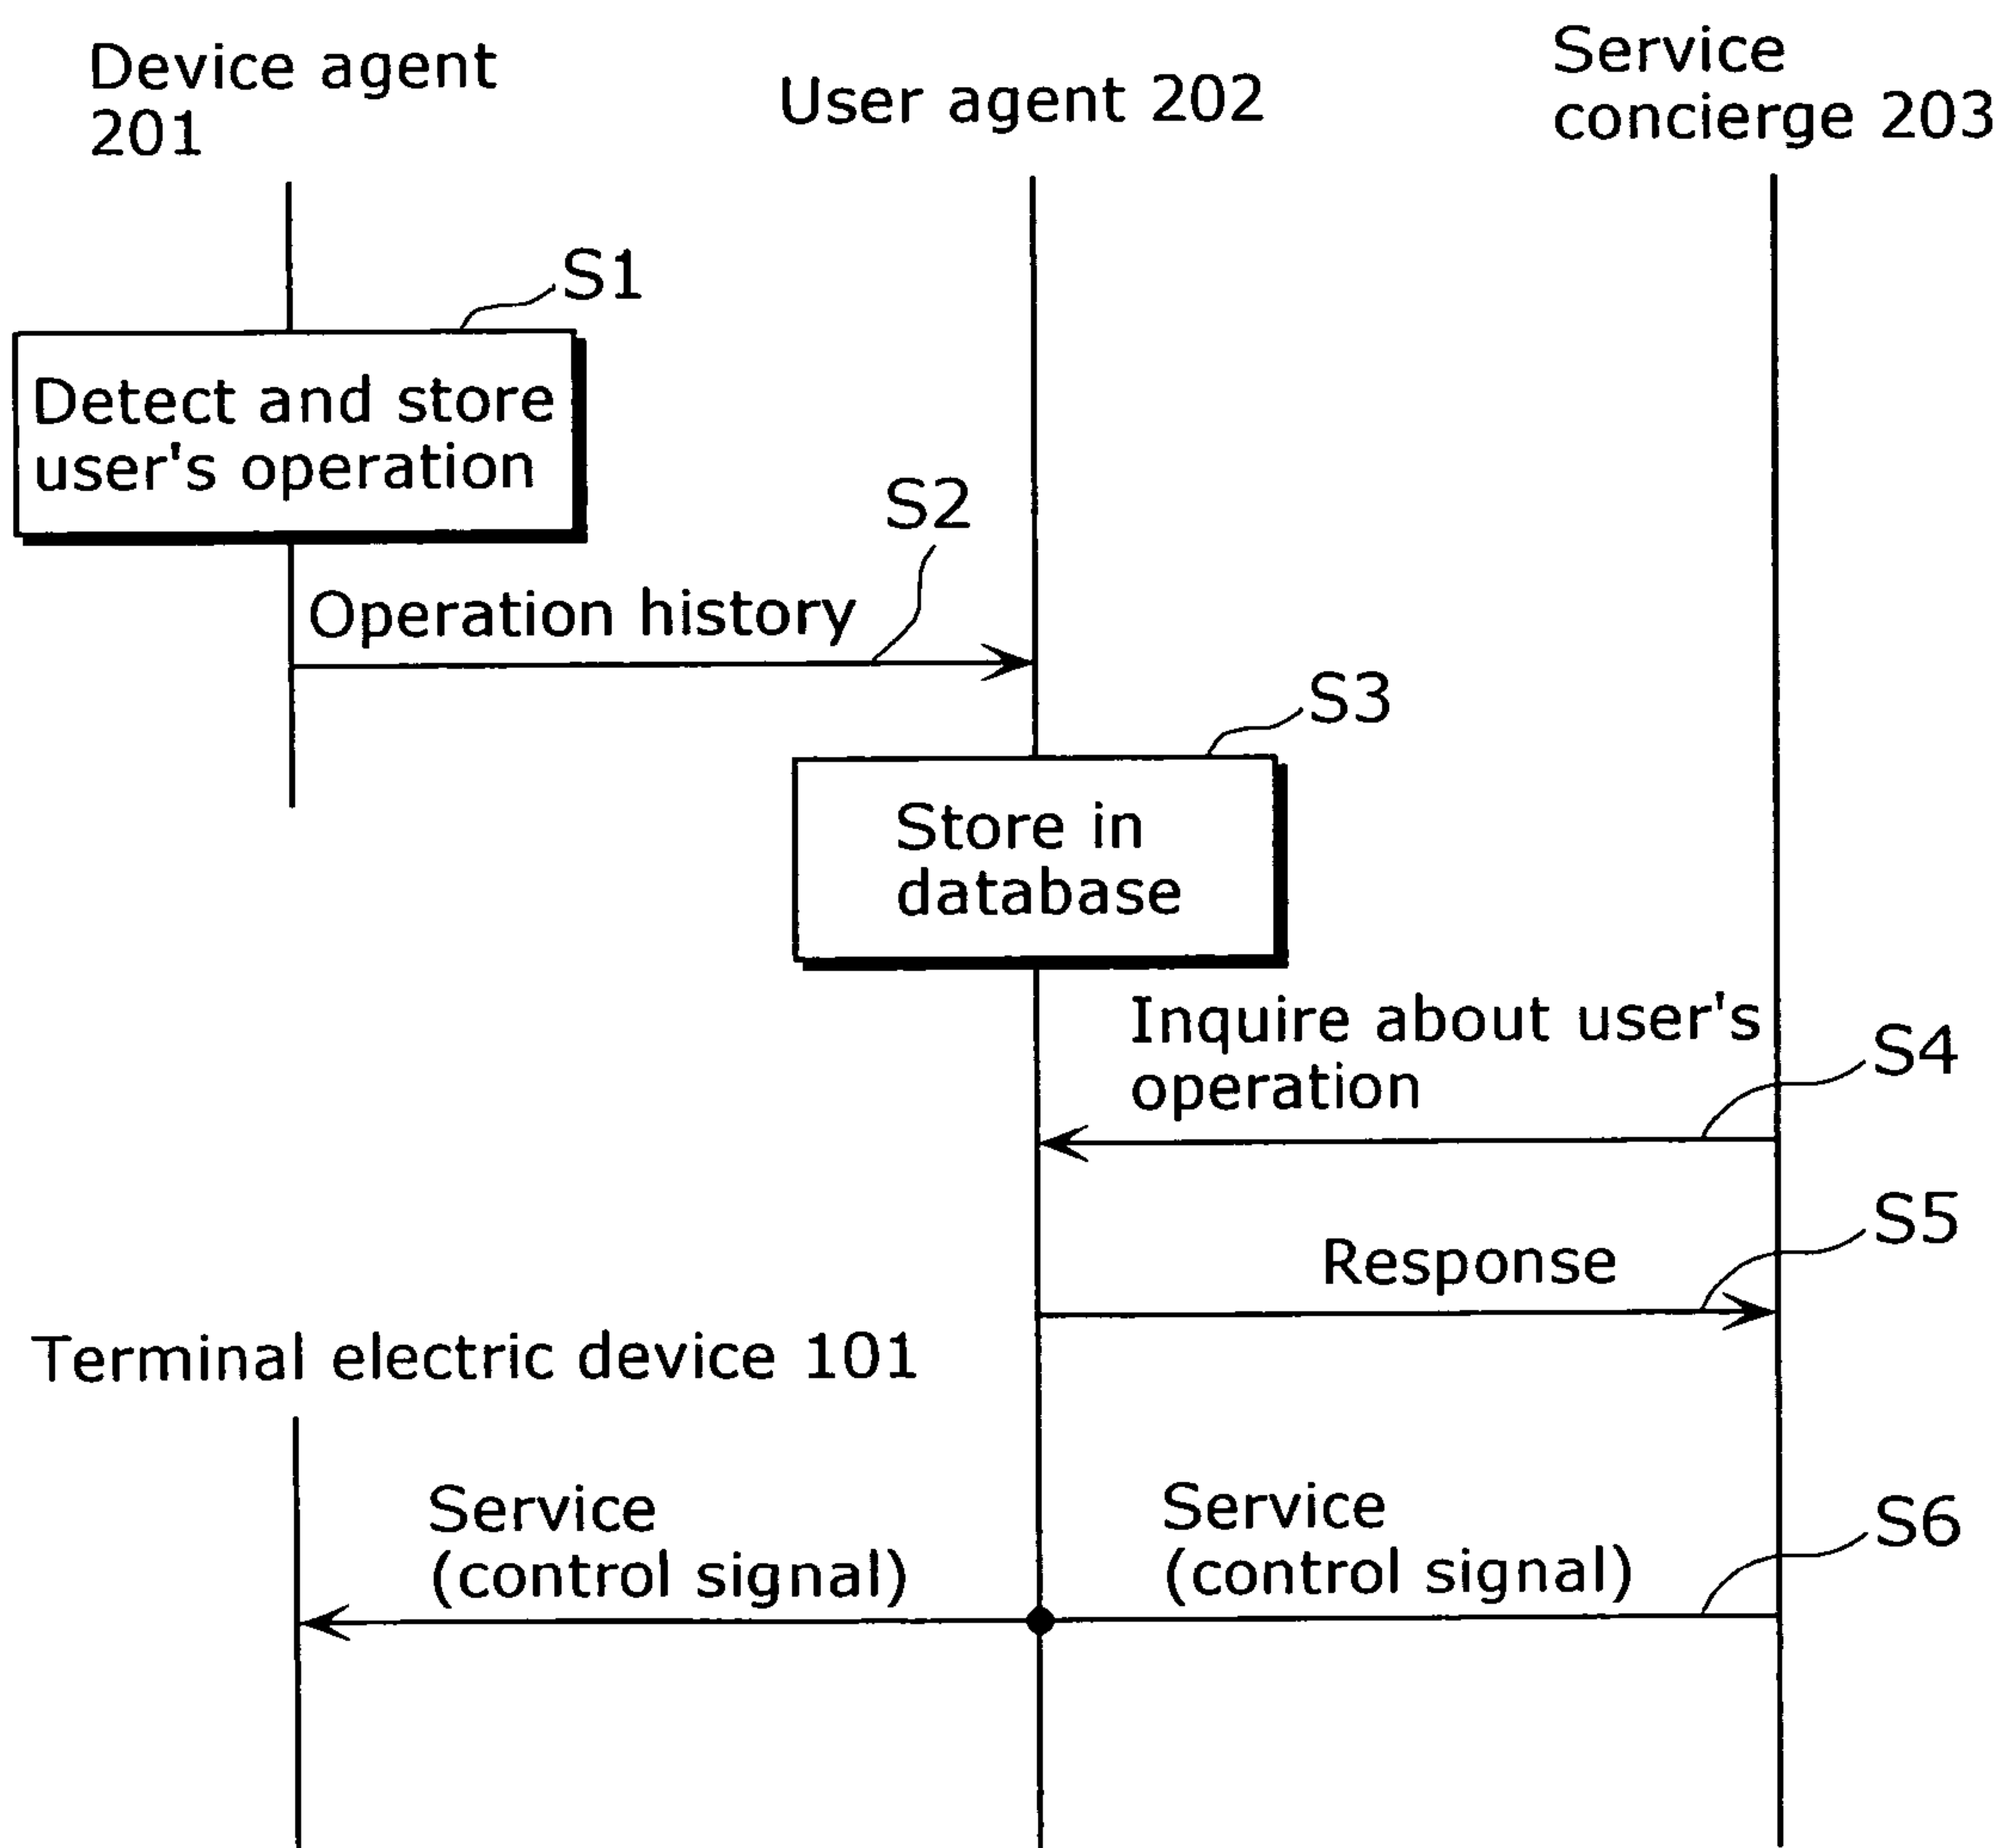 Device agent
201
User agent 202
Service
concierge 203
S1
Detect and store
user's operation
S2
Operation history
S3
Store in
database
Inquire about user's
operation
S4
S5
Response
Terminal electric device 101
Service
(control signal)
Service
(control signal)
S6